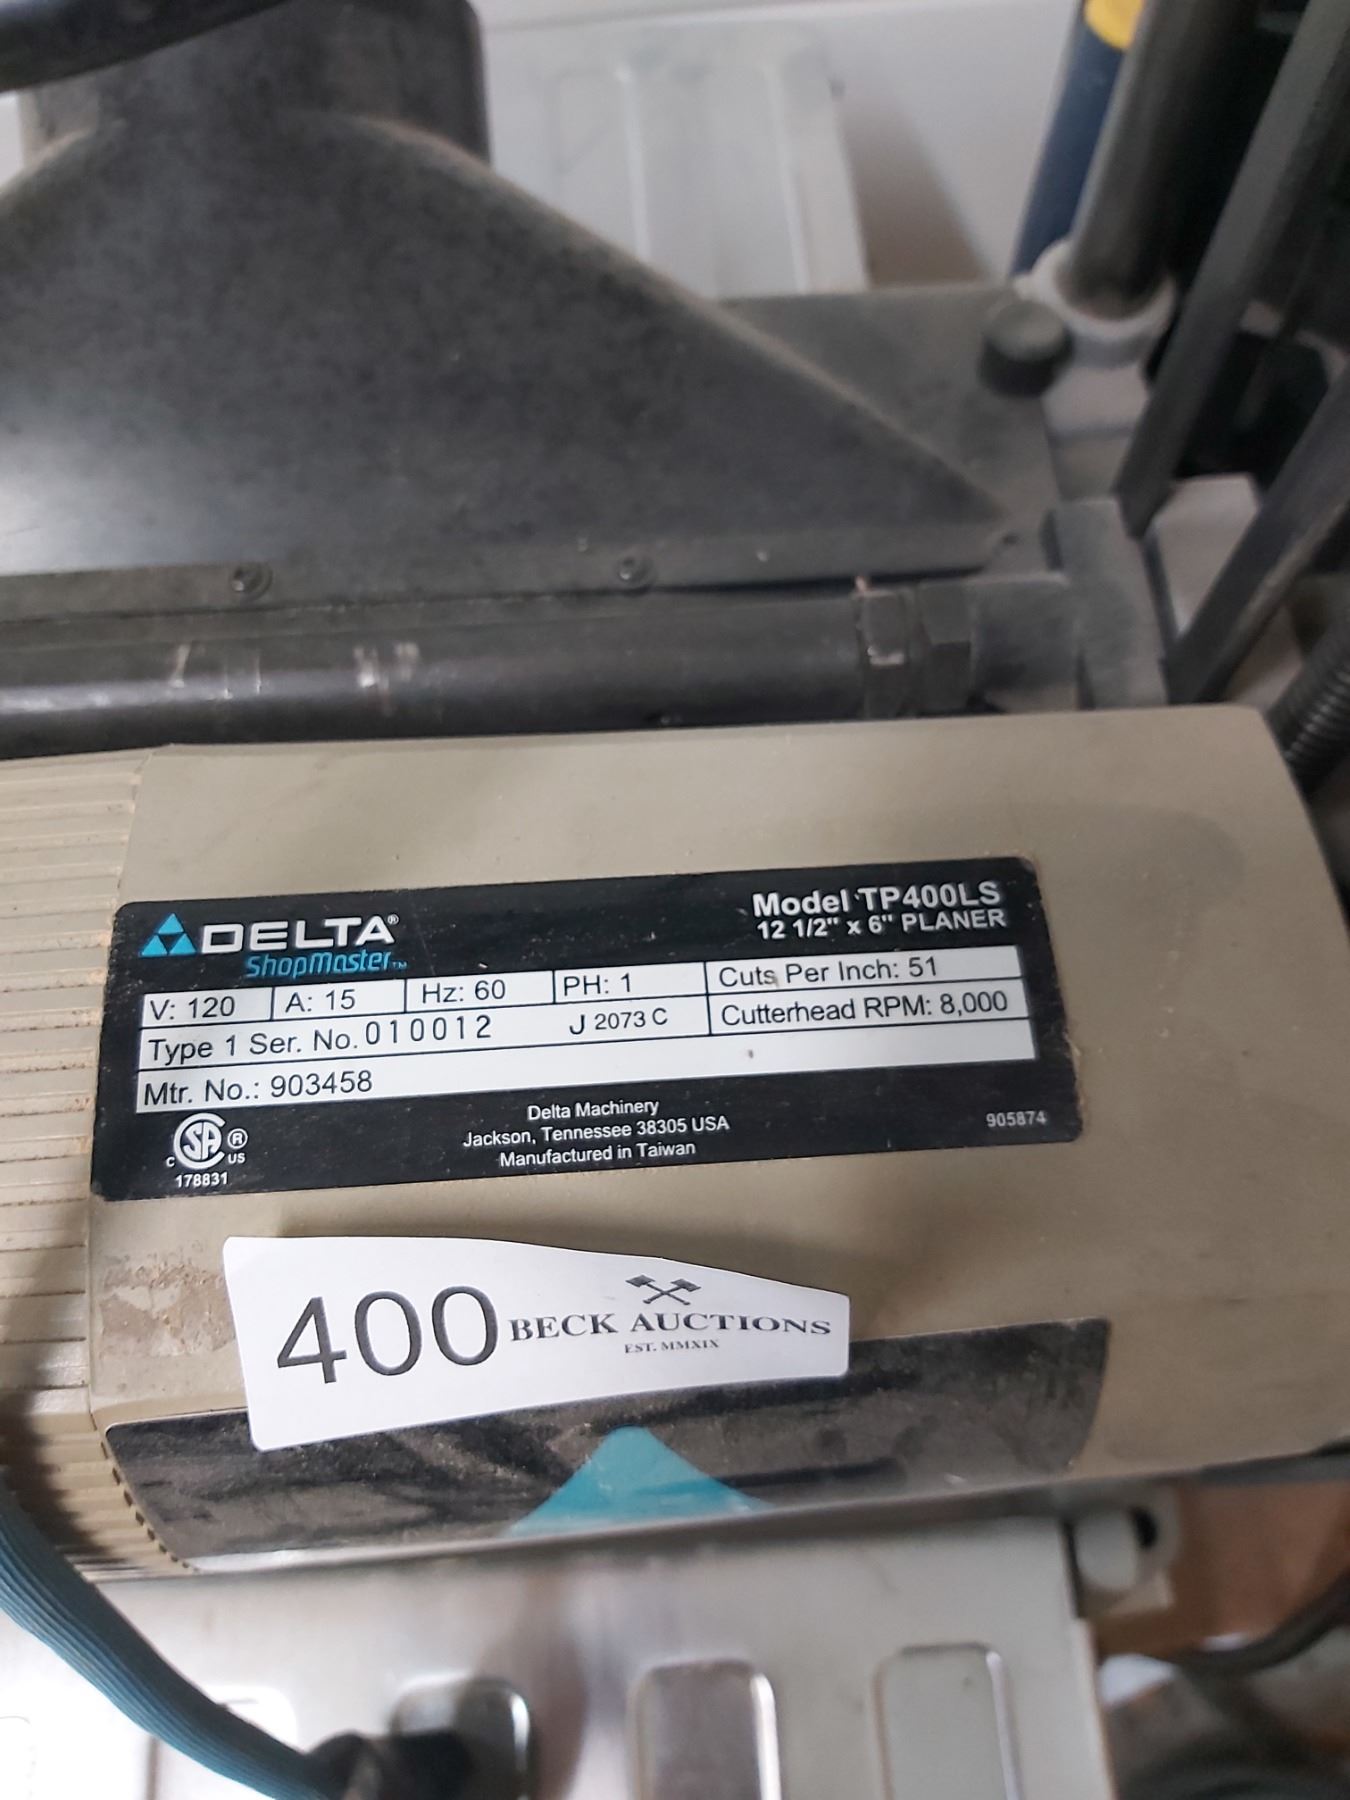 DELTA®
ShopMaster™
Model TP400LS
12 1/2" x 6" PLANER
V: 120 A: 15 Hz: 60 PH: 1 Cuts Per Inch: 51
Type 1 Ser. No. 010012 J 2073 C Cutterhead RPM: 8,000
Mtr. No.: 903458
Delta Machinery
Jackson, Tennessee 38305 USA
Manufactured in Taiwan
C SA ® US
178831
905874
400 BECK AUCTIONS
EST. MMXIX